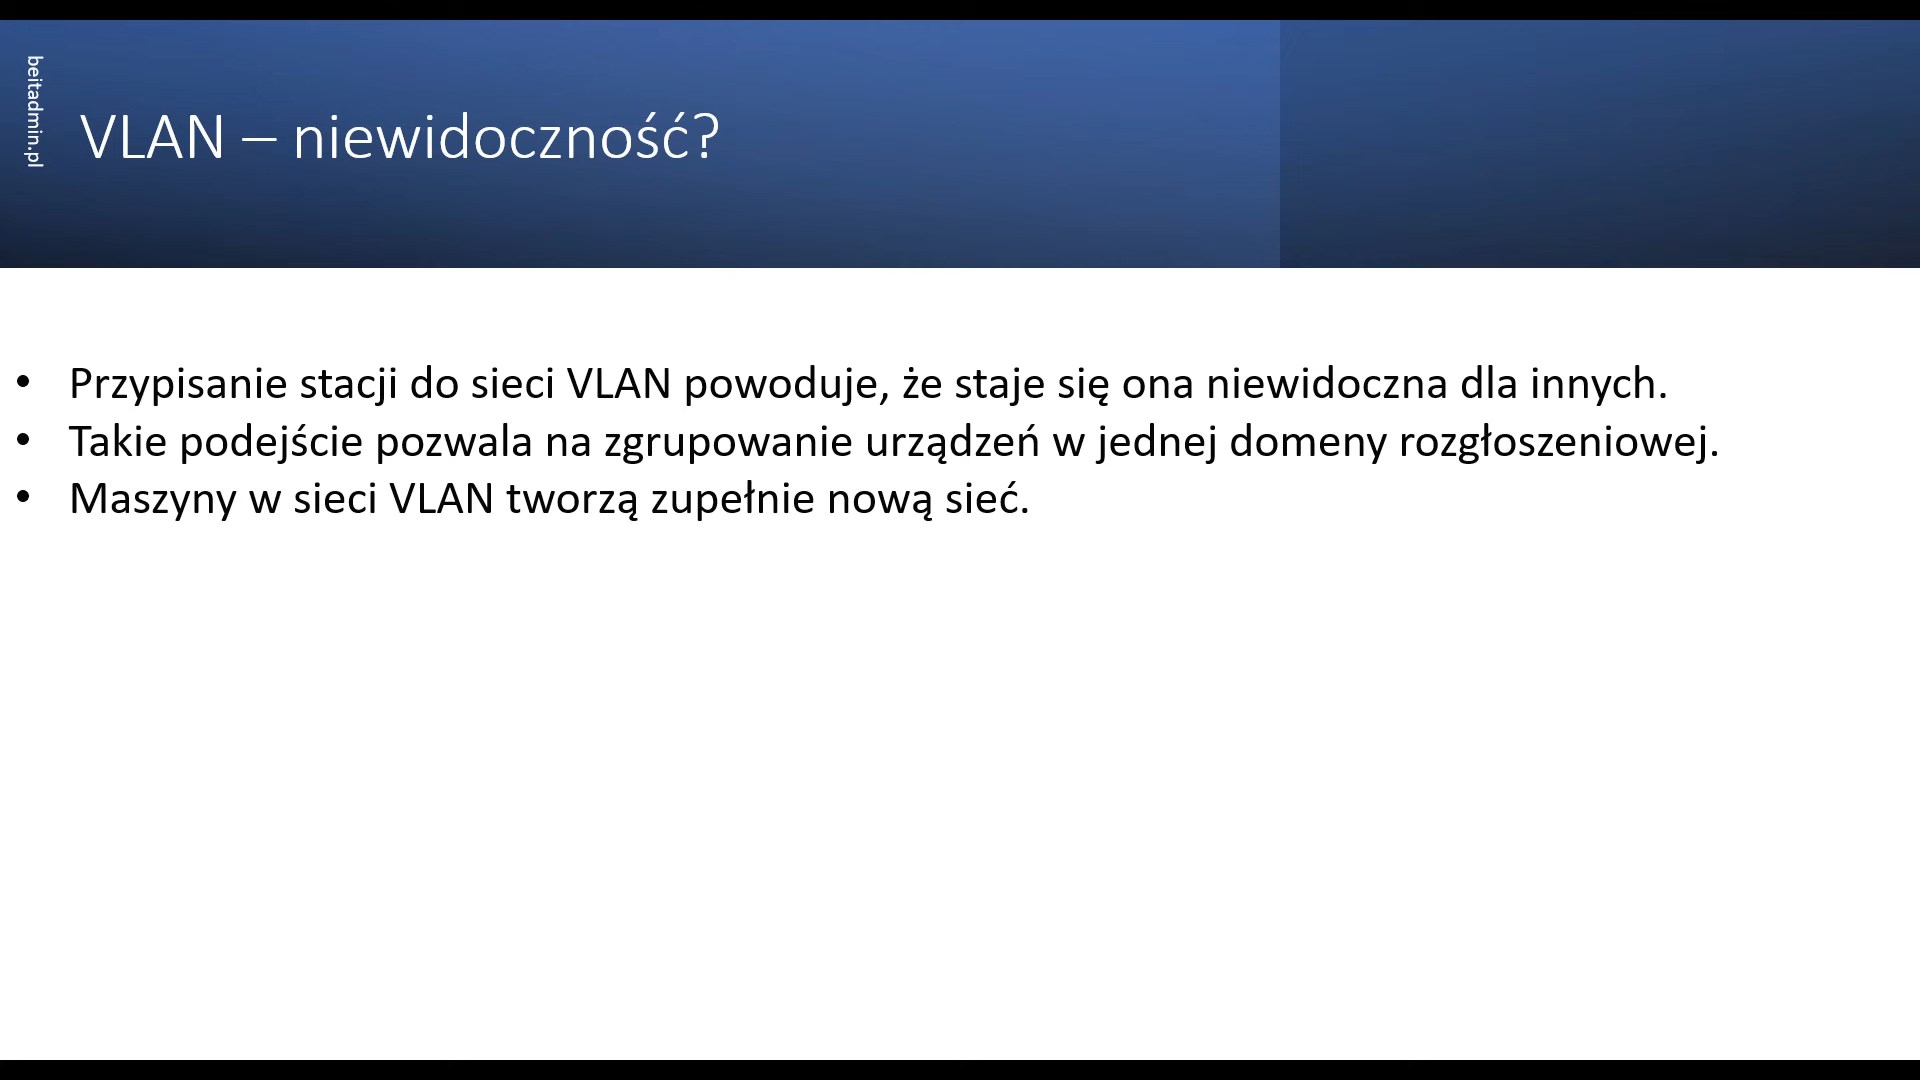 beitadmin.pl
VLAN – niewidoczność?
• Przypisanie stacji do sieci VLAN powoduje, że staje się ona niewidoczna dla innych.
• Takie podejście pozwala na zgrupowanie urządzeń w jednej domeny rozgłoszeniowej.
• Maszyny w sieci VLAN tworzą zupełnie nową sieć.